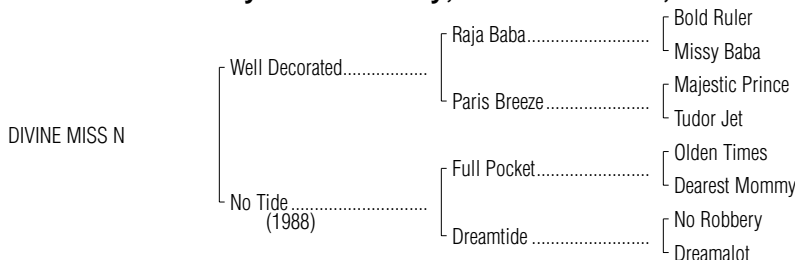 Bold Ruler
Raja Baba
Missy Baba
Well Decorated
Majestic Prince
Paris Breeze
Tudor Jet
DIVINE MISS N
Olden Times
Full Pocket
Dearest Mommy
No Tide
(1988)
No Robbery
Dreamtide
Dreamalot